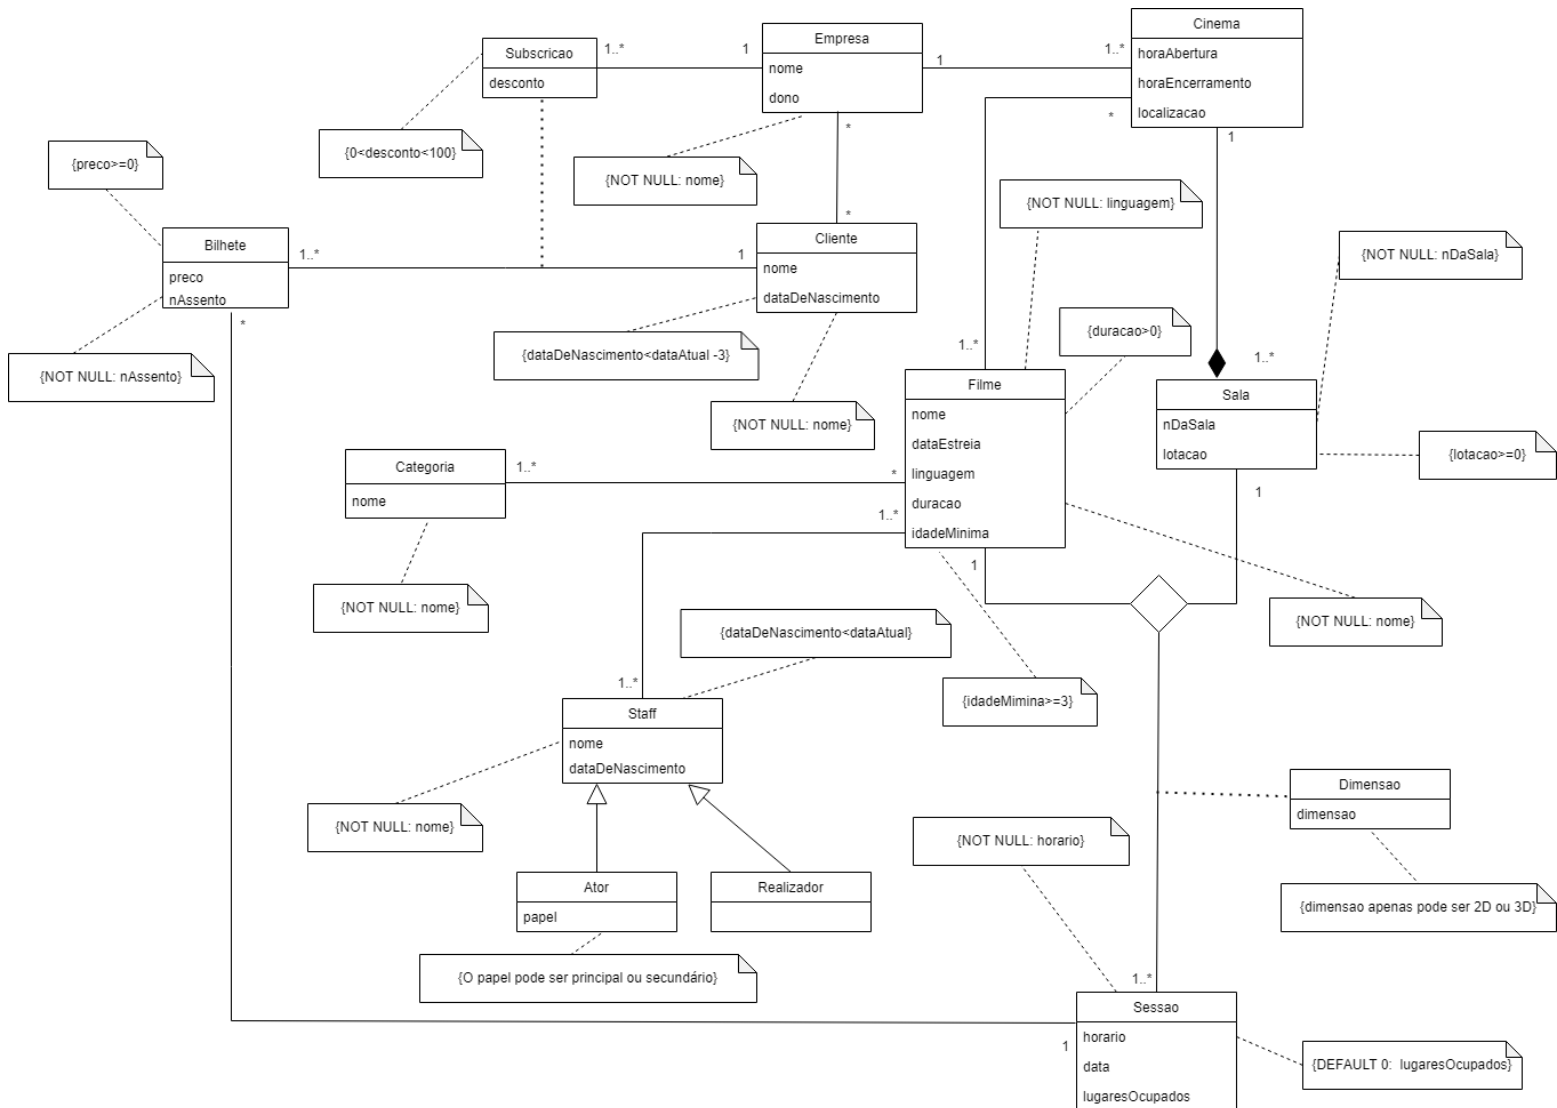 Cinema
horaAbertura
horaEncerramento
localizacao
Empresa
nome
dono
Subscricao
desconto
1..*
1
1
1..*
*
1
{0<desconto<100}
{preco>=0}
{NOT NULL: nome}
*
*
{NOT NULL: linguagem}
Bilhete
preco
nAssento
1..*
1
*
Cliente
nome
dataDeNascimento
{NOT NULL: nDaSala}
{dataDeNascimento<dataAtual -3}
{duracao>0}
{NOT NULL: nAssento}
1..*
1..*
Filme
nome
dataEstreia
linguagem
duracao
idadeMinima
Sala
nDaSala
lotacao
{NOT NULL: nome}
{lotacao>=0}
Categoria
nome
1..*
*
1..*
1
1
{NOT NULL: nome}
{NOT NULL: nome}
{dataDeNascimento<dataAtual}
1..*
{idadeMimina>=3}
Staff
nome
dataDeNascimento
{NOT NULL: nome}
Dimensao
dimensao
{NOT NULL: horario}
Ator
papel
Realizador
{dimensao apenas pode ser 2D ou 3D}
{O papel pode ser principal ou secundário}
1..*
1
Sessao
horario
data
lugaresOcupados
{DEFAULT 0:  lugaresOcupados}